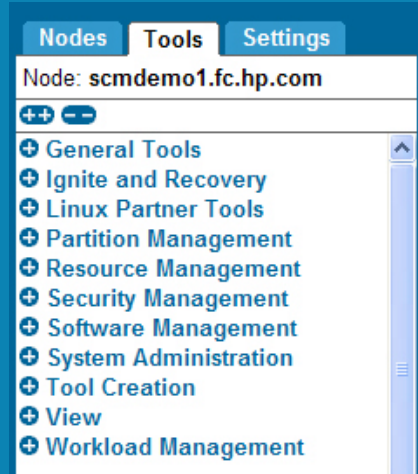 Nodes Tools Settings
Node: scmdemo1.fc.hp.com
++ --
General Tools
Ignite and Recovery
Linux Partner Tools
Partition Management
Resource Management
Security Management
Software Management
System Administration
Tool Creation
View
Workload Management